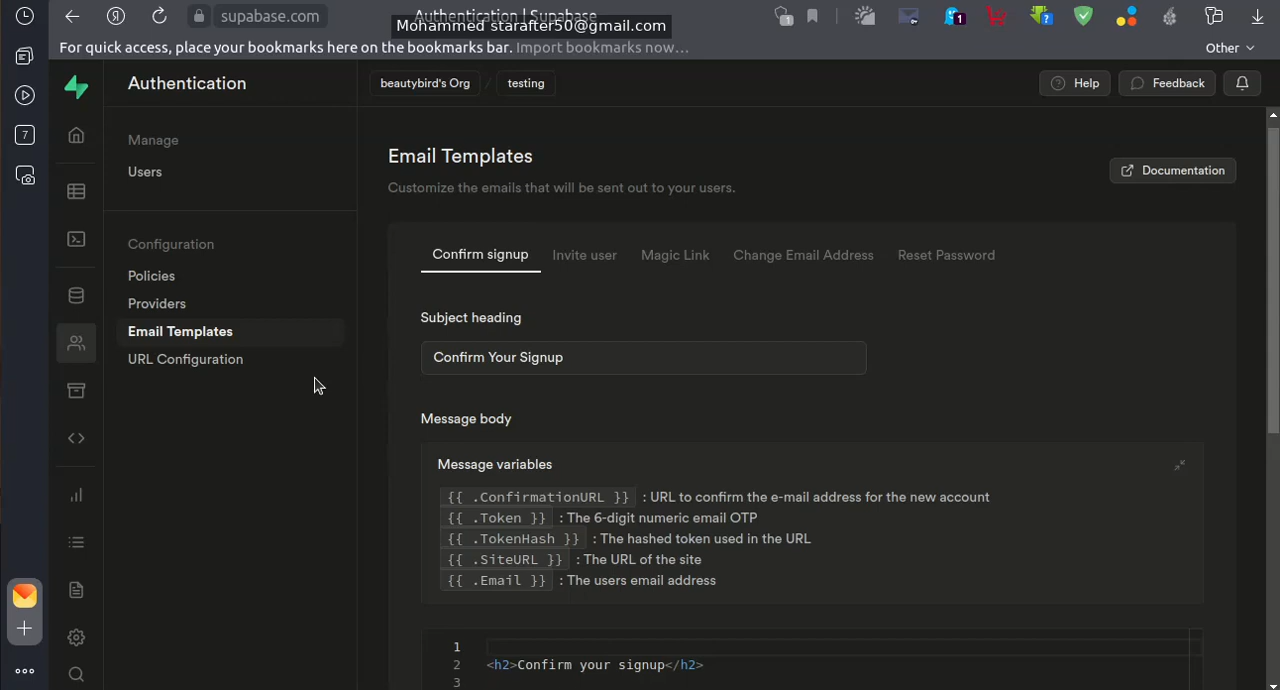 supabase.com
Authentication | Supabase
Mohammed starafter50@gmail.com
1
?
For quick access, place your bookmarks here on the bookmarks bar. Import bookmarks now...
Other
7
Authentication
beautybird's Org / testing
Help
Feedback
Manage
Users
Configuration
Policies
Providers
Email Templates
URL Configuration
Email Templates
Customize the emails that will be sent out to your users.
Documentation
Confirm signup Invite user Magic Link Change Email Address Reset Password
Subject heading
Confirm Your Signup
Message body
Message variables
{{ .ConfirmationURL }} : URL to confirm the e-mail address for the new account
{{ .Token }} : The 6-digit numeric email OTP
{{ .TokenHash }} : The hashed token used in the URL
{{ .SiteURL }} : The URL of the site
{{ .Email }} : The users email address
1
2 <h2>Confirm your signup</h2>
3